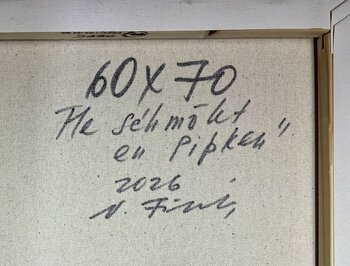 60 x 70
"He schmökt
en Pipken"
2026